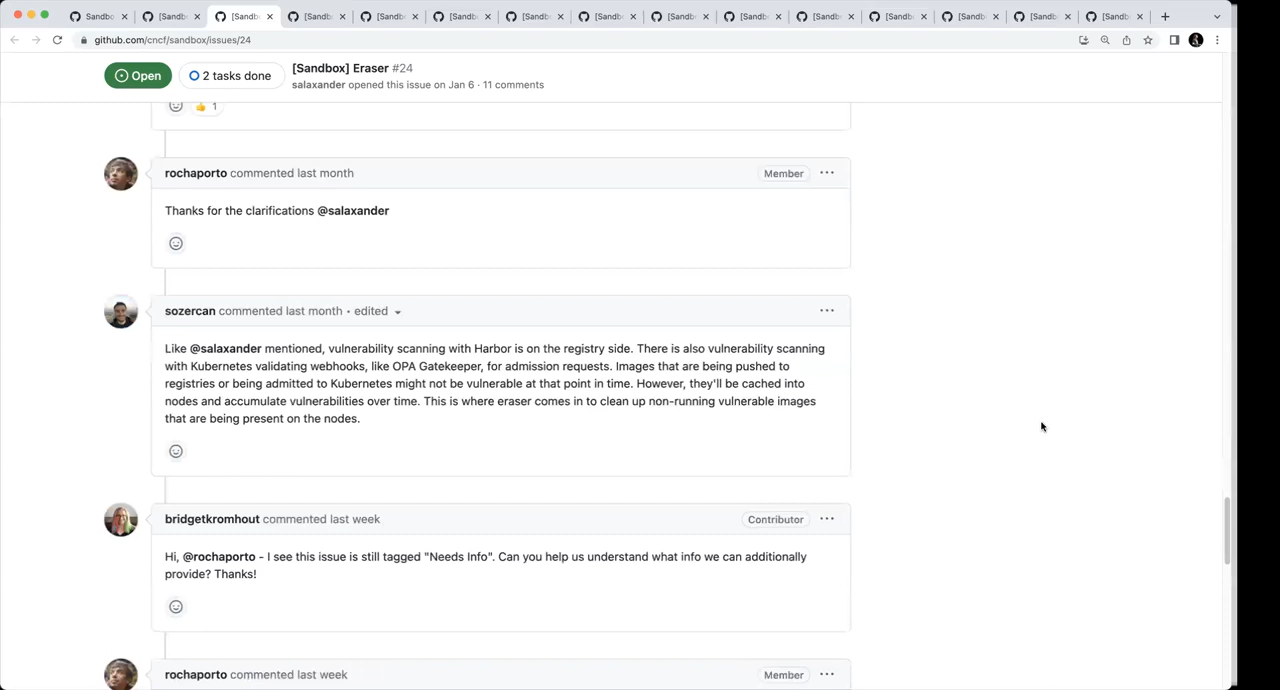 Sandbo
[Sandb
[Sandb
[Sandb
[Sandb
[Sandb
[Sandb
[Sandb
[Sandb
[Sandb
[Sandb
[Sandb
[Sandb
[Sandb
[Sandb
github.com/cncf/sandbox/issues/24
Open
2 tasks done
[Sandbox] Eraser #24
salaxander opened this issue on Jan 6 · 11 comments
1
rochaporto commented last month
Member
Thanks for the clarifications @salaxander
sozercan commented last month • edited
Like @salaxander mentioned, vulnerability scanning with Harbor is on the registry side. There is also vulnerability scanning
with Kubernetes validating webhooks, like OPA Gatekeeper, for admission requests. Images that are being pushed to
registries or being admitted to Kubernetes might not be vulnerable at that point in time. However, they'll be cached into
nodes and accumulate vulnerabilities over time. This is where eraser comes in to clean up non-running vulnerable images
that are being present on the nodes.
bridgetkromhout commented last week
Contributor
Hi, @rochaporto - I see this issue is still tagged "Needs Info". Can you help us understand what info we can additionally
provide? Thanks!
rochaporto commented last week
Member